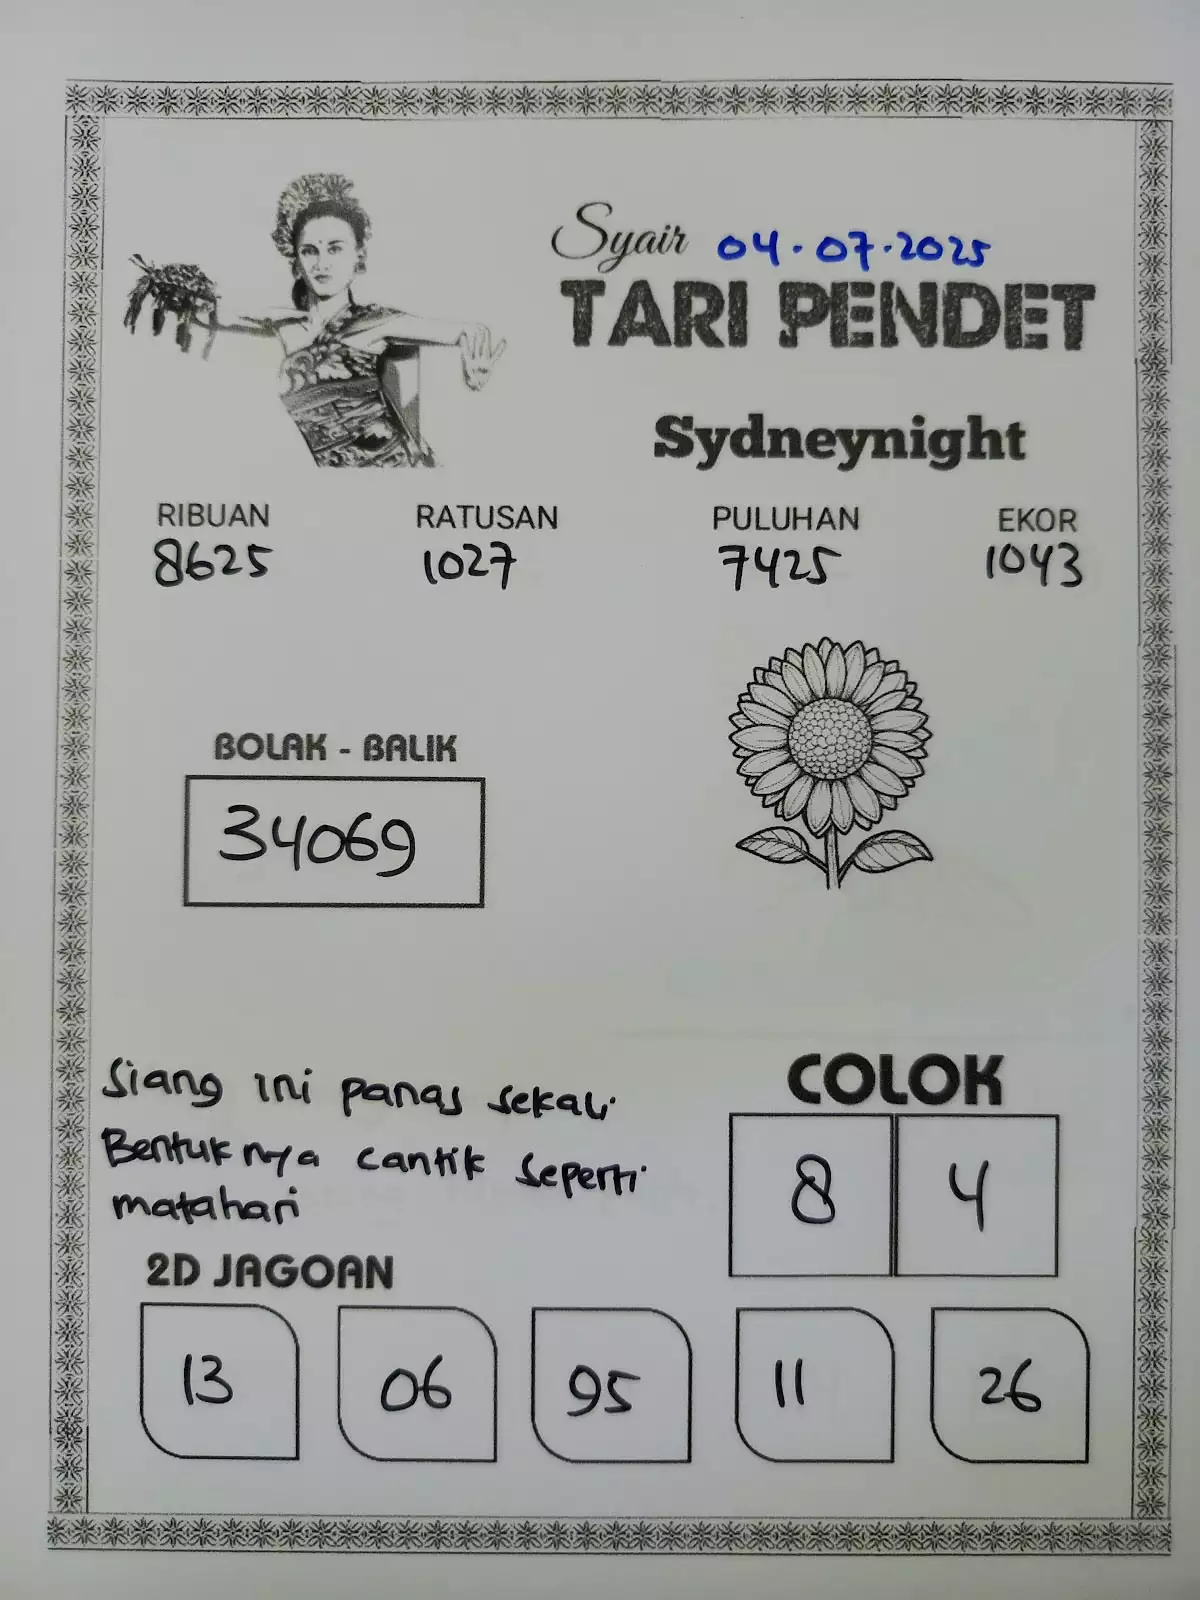 Syair 04.07.2025
TARI PENDET
Sydneynight
RIBUAN RATUSAN PULUHAN EKOR
8625 1027 7425 1043
BOLAK - BALIK
34069
Siang ini panas sekali
Bentuknya cantik seperti
matahari
COLOK
8 4
2D JAGOAN
13 06 95 11 26